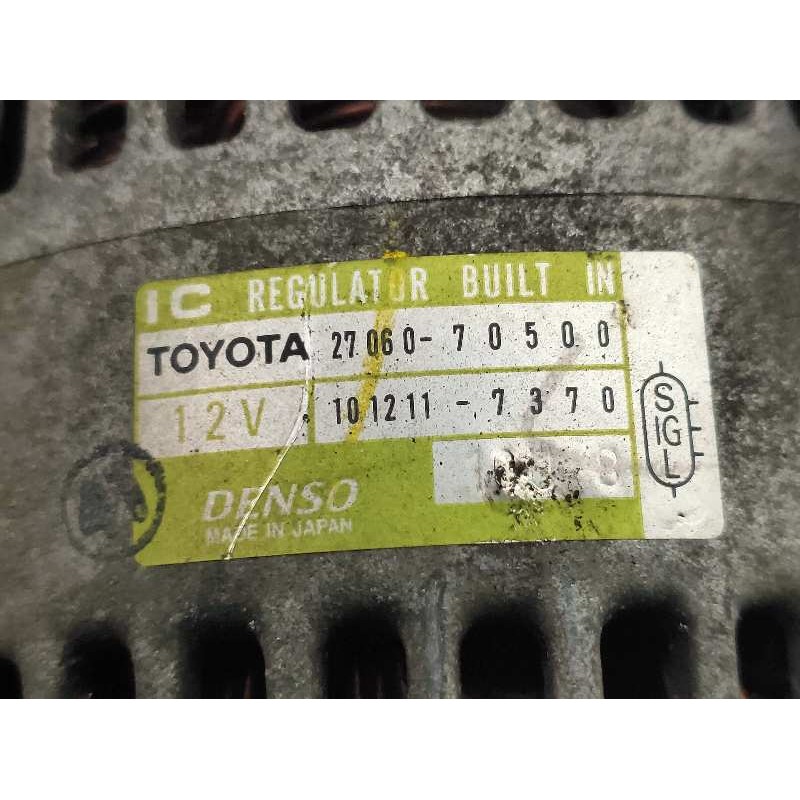 IC REGULATOR BUILT IN
TOYOTA 27060-70500
12V 101211-7370
DENSO
MADE IN JAPAN
S
IG
L